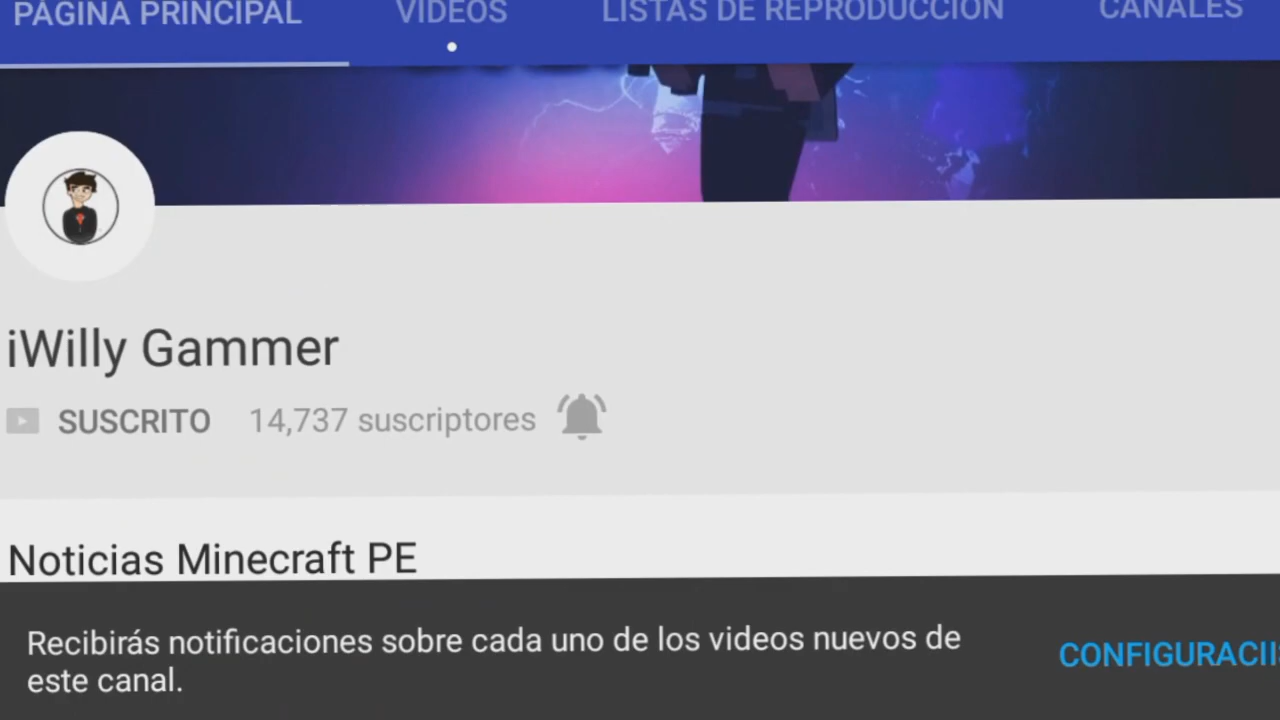 PÁGINA PRINCIPAL VIDEOS LISTAS DE REPRODUCCIÓN CANALES
iWilly Gammer
SUSCRITO 14,737 suscriptores
Noticias Minecraft PE
Recibirás notificaciones sobre cada uno de los videos nuevos de
este canal.